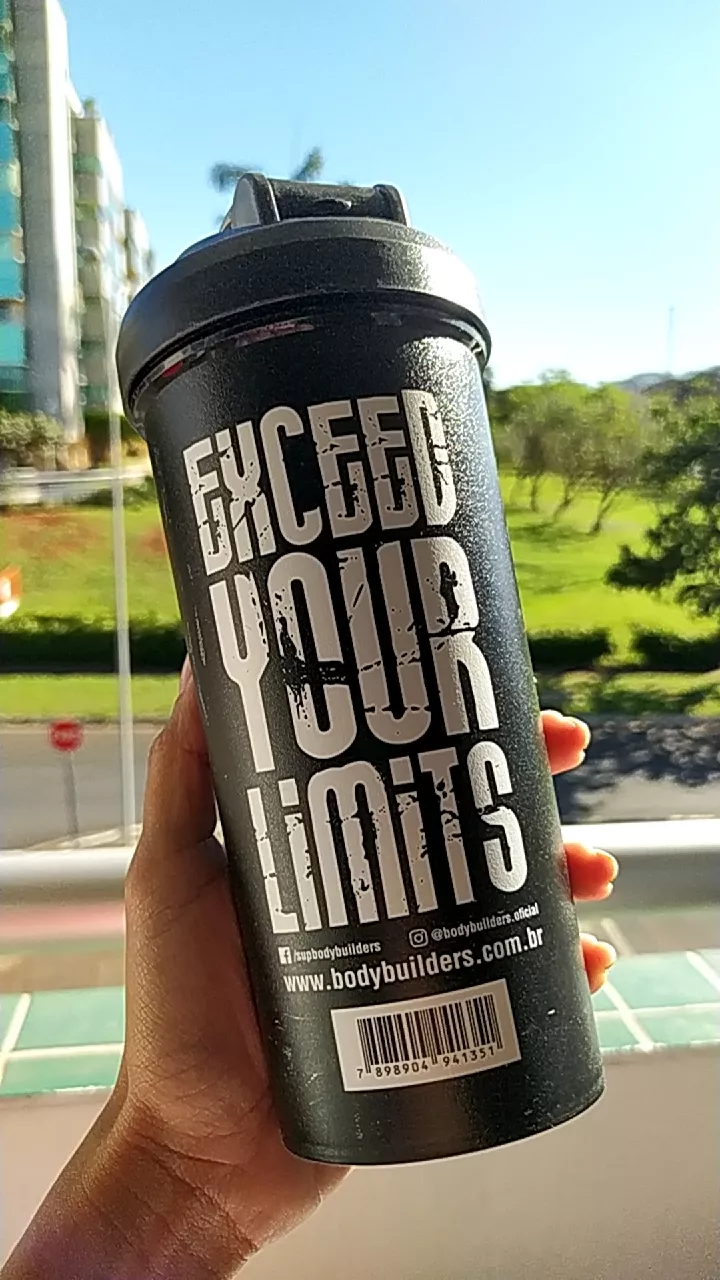 EXCEED
YOUR
LIMITS
/supbodybuilders @bodybuilders.oficial
www.bodybuilders.com.br
7 898904 941351